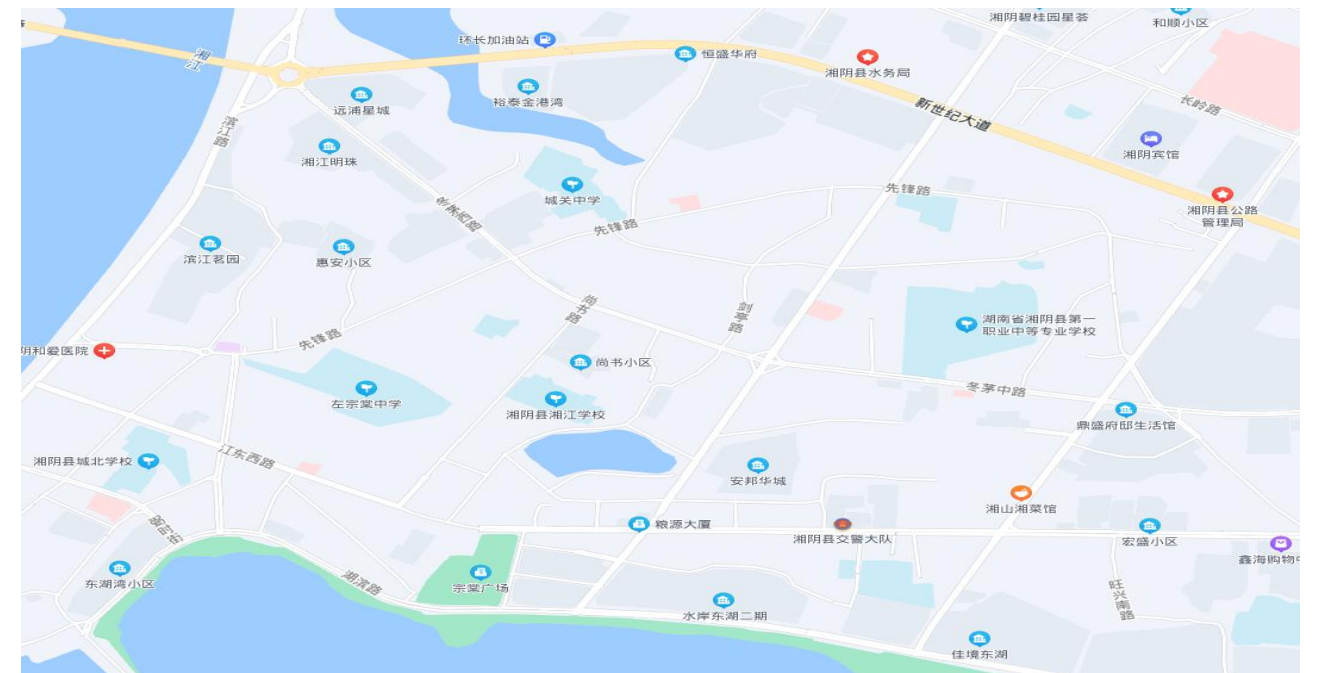 湘阴碧桂园星荟
和顺小区
环长加油站
恒盛华府
湘江
湘阴县水务局
远浦星城
裕泰金港湾
新世纪大道
长岭路
滨江路
湘江明珠
湘阴宾馆
城关中学
先锋路
湘阴县公路
管理局
先锋路
滨江茗园
惠安小区
尚书路
剑亭路
湖南省湘阴县第一
职业中等专业学校
先锋路
阴和爱医院
尚书小区
左宗棠中学
湘阴县湘江学校
冬茅中路
鼎盛府邸生活馆
江东西路
湘阴县城北学校
安邦华城
湘山湘菜馆
粮源大厦
湘阴县交警大队
宏盛小区
鑫海购物中
东湖湾小区
湖滨路
宗棠广场
旺兴南路
水岸东湖二期
佳境东湖